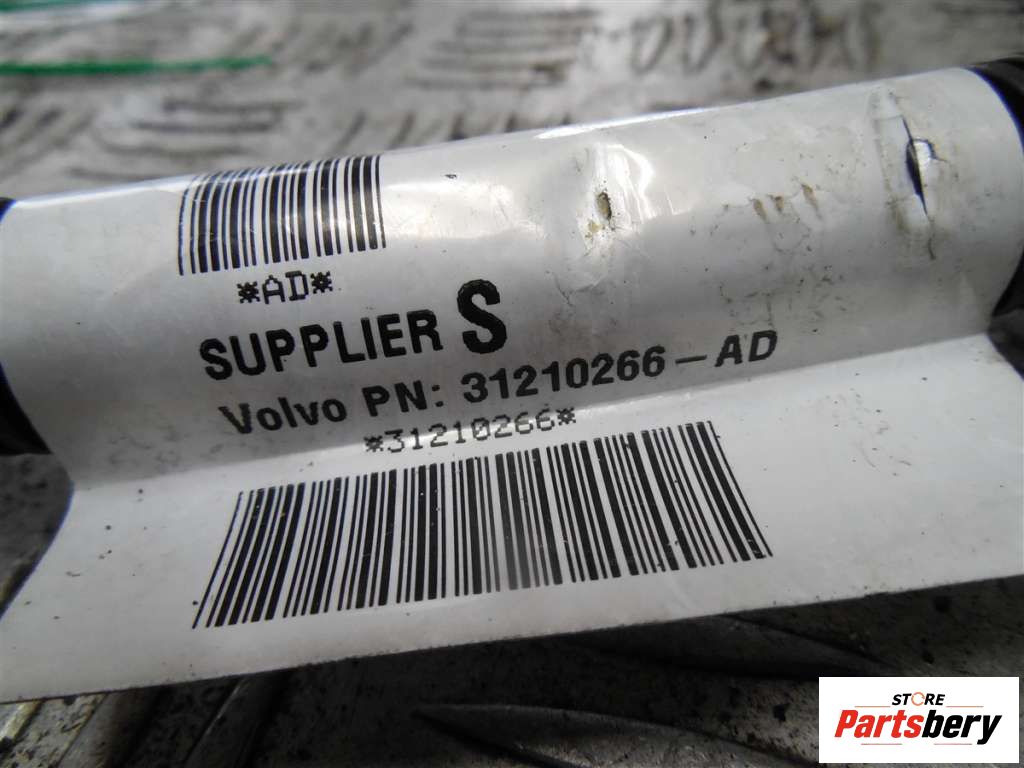 *AD*
SUPPLIER S
Volvo PN: 31210266-AD
*31210266*
STORE
Partsbery